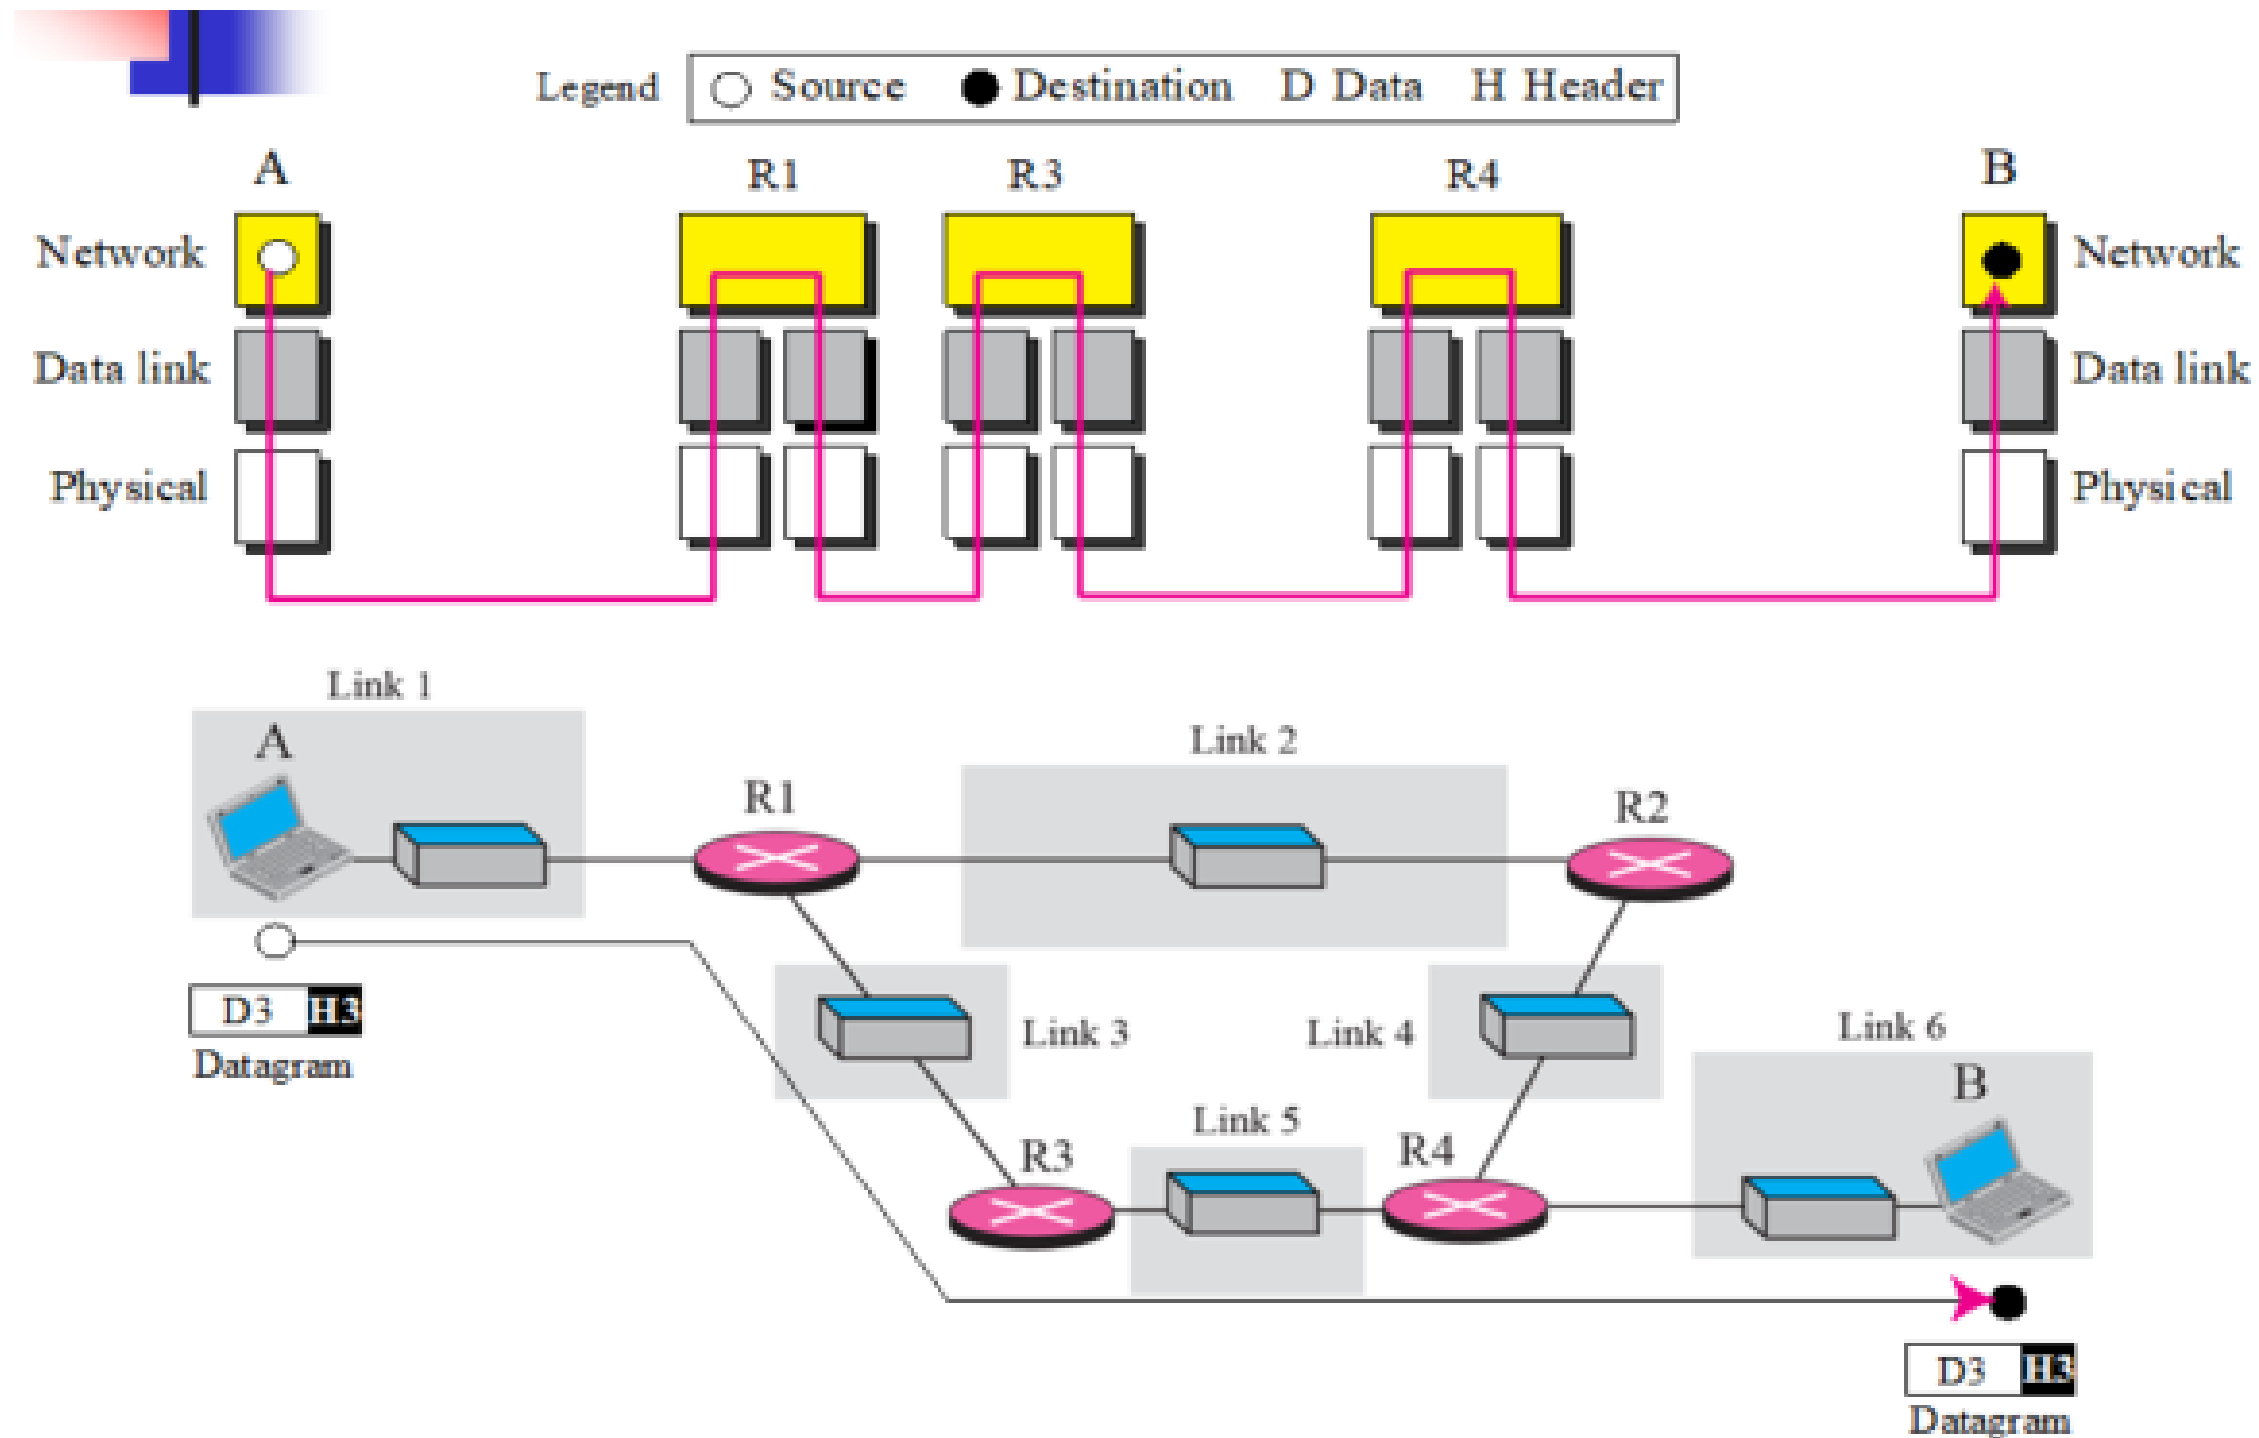 Legend Source Destination D Data H Header
A R1 R3 R4 B
Network Network
Data link Data link
Physical Physical
Link 1
A
Link 2
R1
R2
D3 H3
Datagram
Link 3
Link 4
Link 6
B
Link 5
R3
R4
D3 H3
Datagram